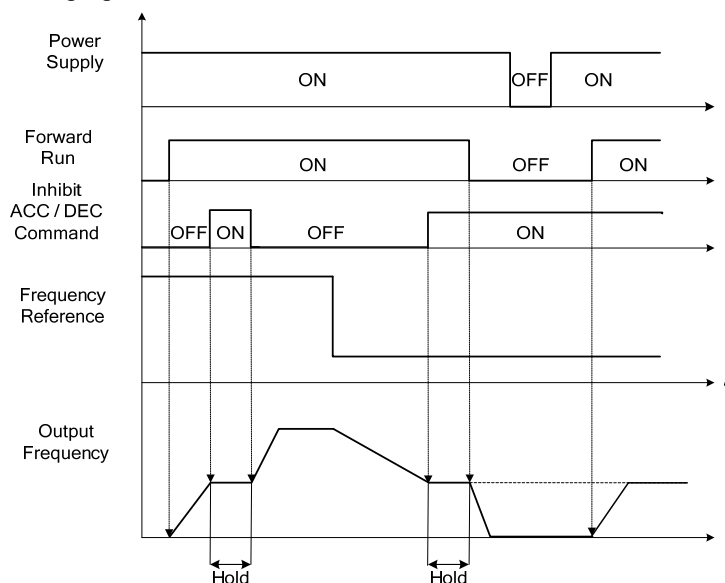 Power
Supply
ON
OFF
ON
Forward
Run
ON
OFF
ON
Inhibit
ACC / DEC
Command
OFF
ON
OFF
ON
Frequency
Reference
Output
Frequency
Hold
Hold